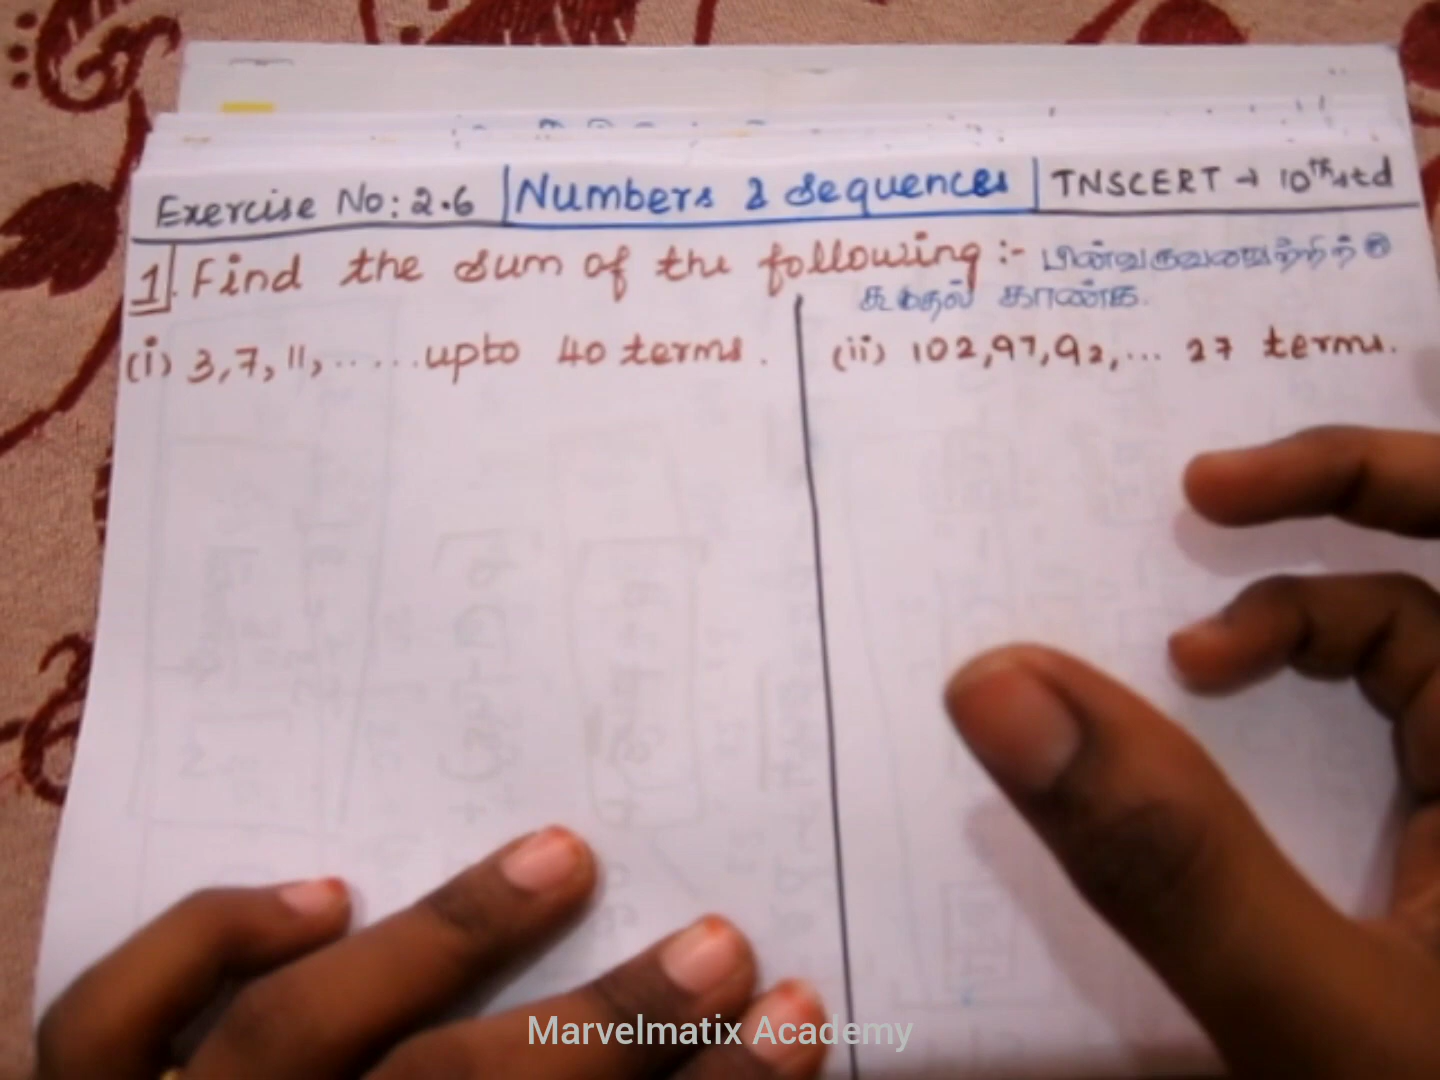 Exercise No: 2.6 | Numbers & Sequences | TNSCERT → 10th std
1. Find the sum of the following :- பின்வருவனவற்றின்
கூடுதல் காண்க.
(i) 3, 7, 11, ..... upto 40 terms.
(ii) 102, 97, 92, ... 27 terms.
Marvelmatix Academy